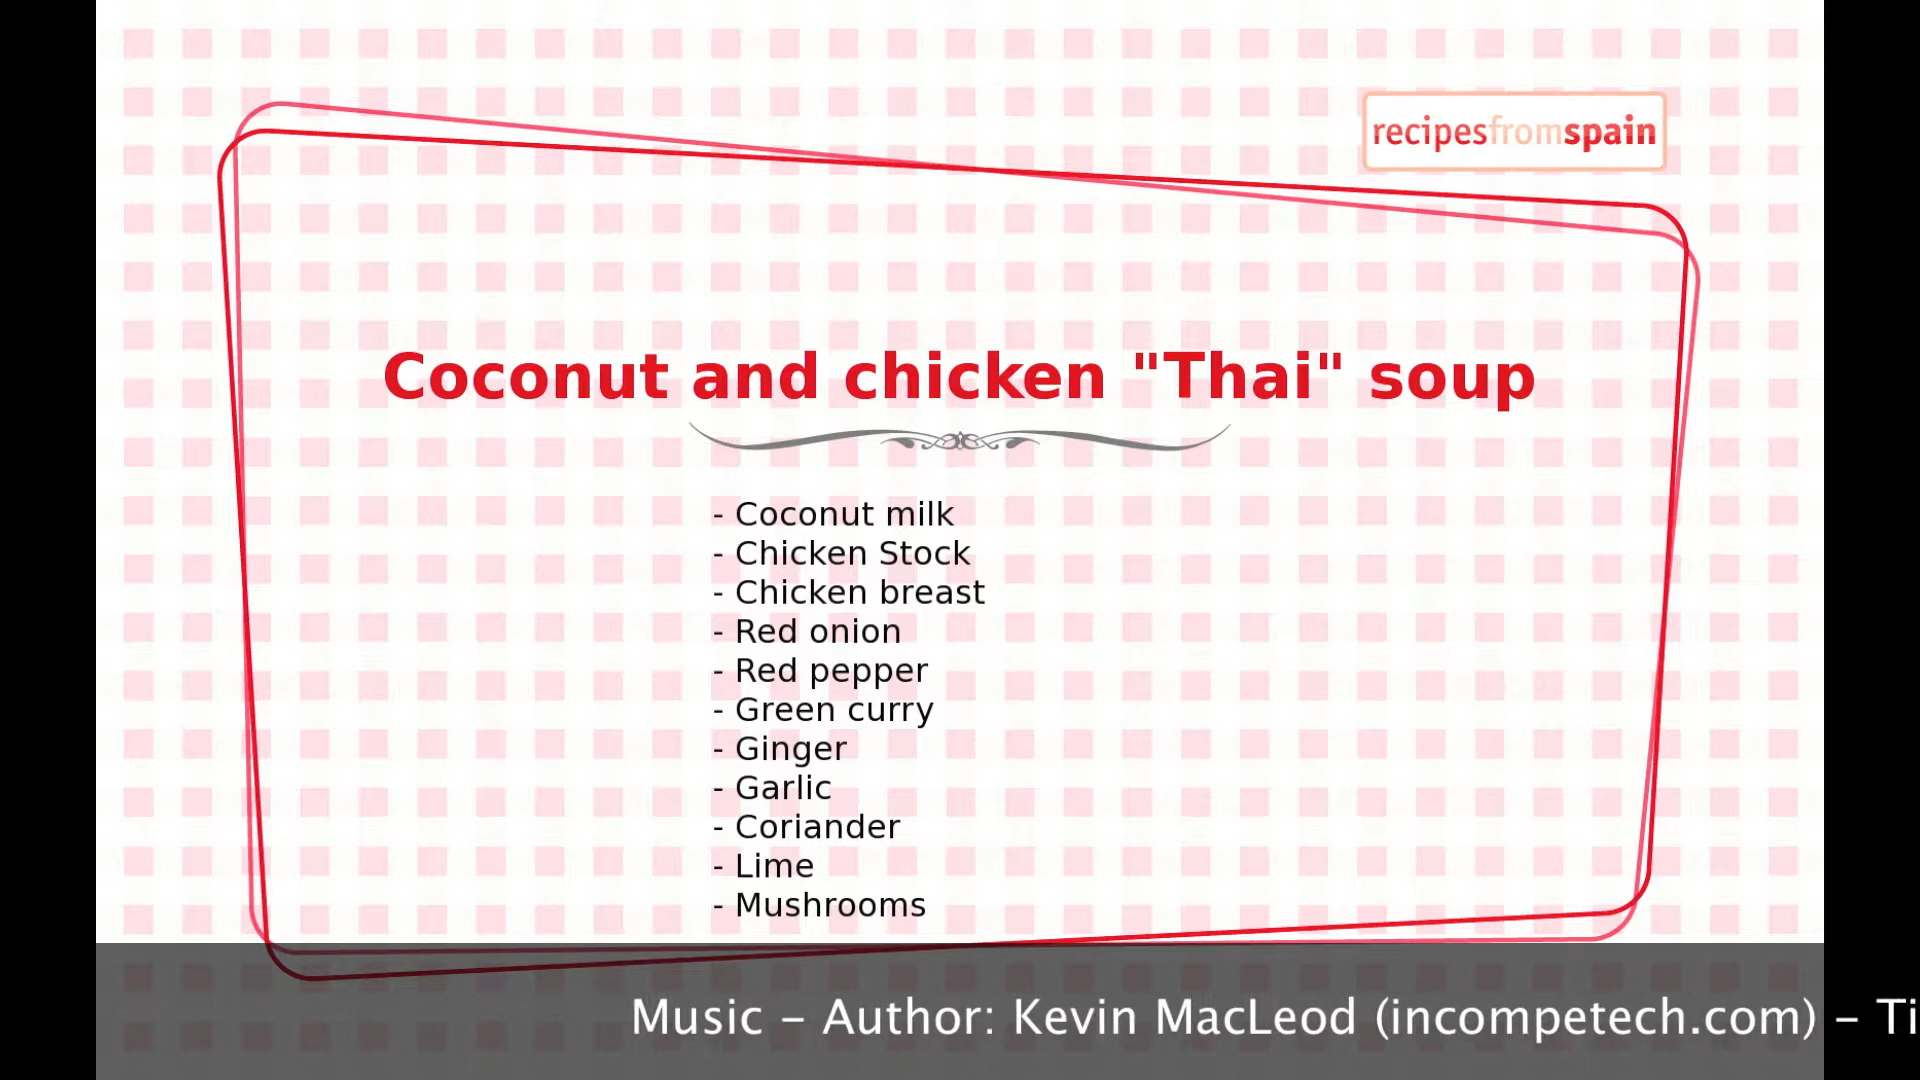 recipesfromspain
Coconut and chicken "Thai" soup
- Coconut milk
- Chicken Stock
- Chicken breast
- Red onion
- Red pepper
- Green curry
- Ginger
- Garlic
- Coriander
- Lime
- Mushrooms
Music – Author: Kevin MacLeod (incompetech.com) – Ti